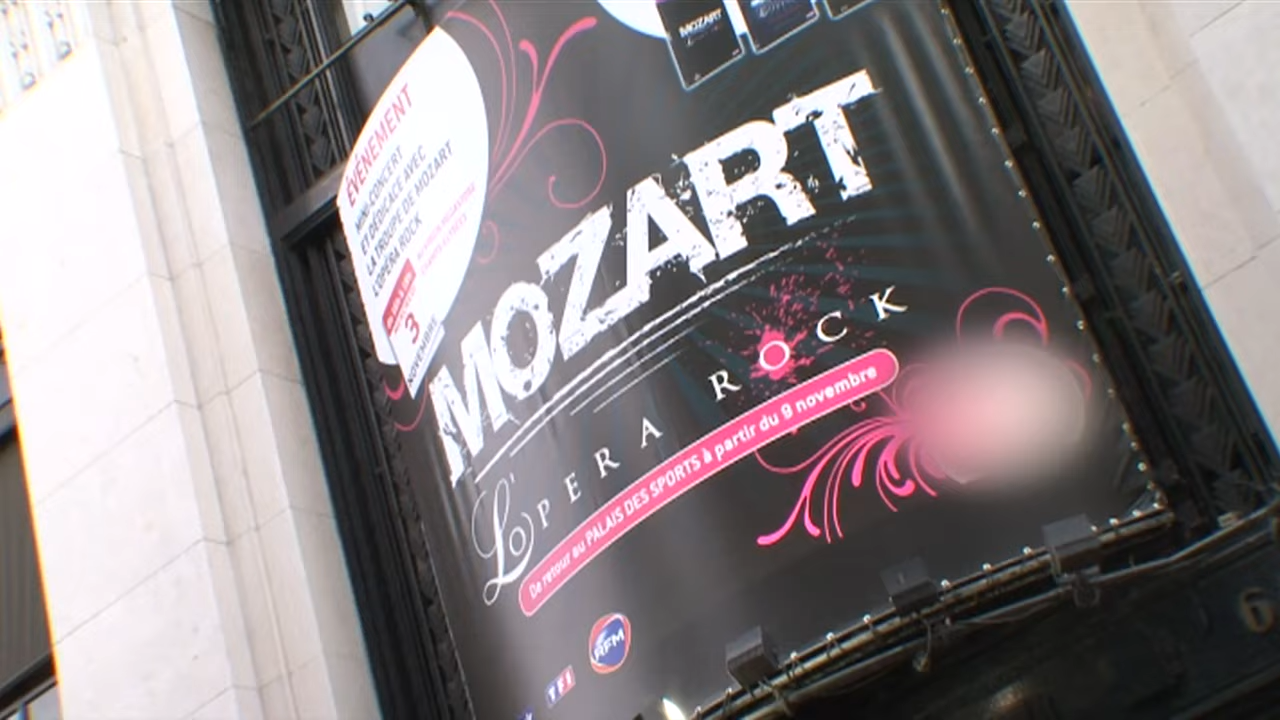 MOZART
ÉVÉNEMENT
MINI-CONCERT
ET DÉDICACE AVEC
LA TROUPE DE MOZART
L'OPÉRA ROCK
3
NOVEMBRE
MOZART
L'OPERA ROCK
De retour au PALAIS DES SPORTS à partir du 9 novembre
RFM
TF1
6